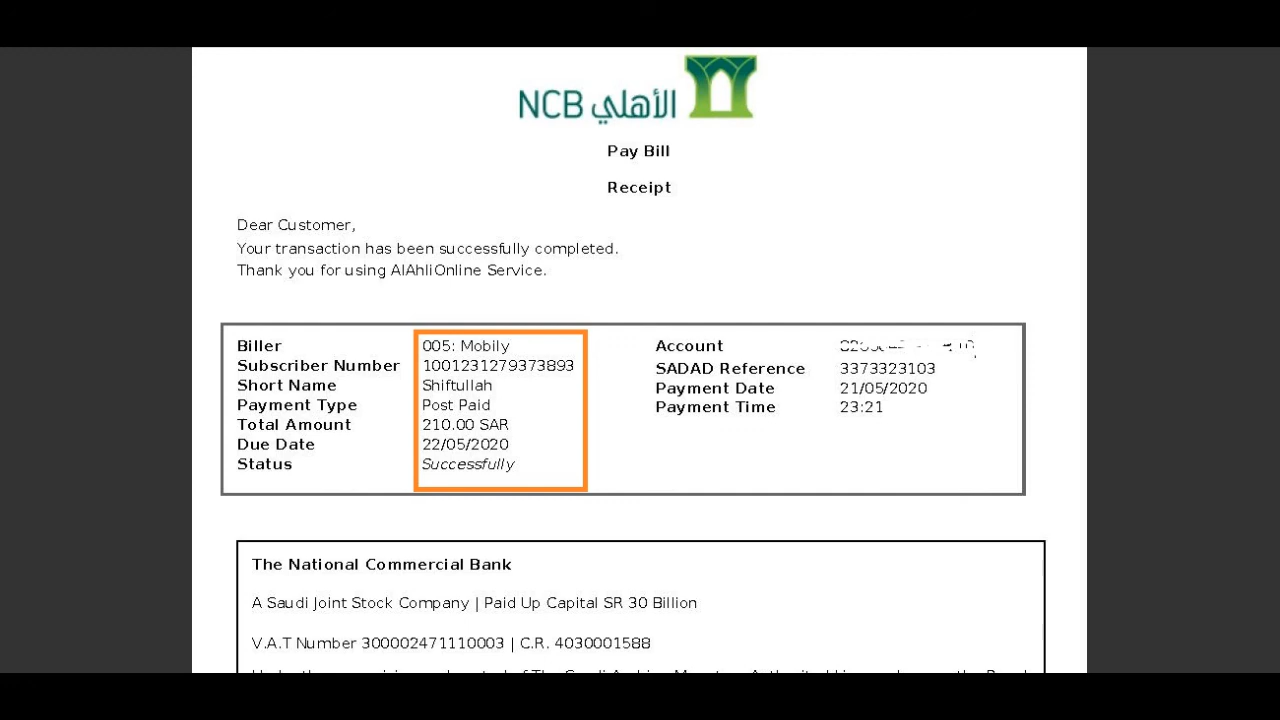 NCB الأهلي
Pay Bill
Receipt
Dear Customer,
Your transaction has been successfully completed.
Thank you for using AlAhliOnline Service.
Biller 005: Mobily
Subscriber Number 1001231279373893
Short Name Shiftullah
Payment Type Post Paid
Total Amount 210.00 SAR
Due Date 22/05/2020
Status Successfully
Account
SADAD Reference 3373323103
Payment Date 21/05/2020
Payment Time 23:21
The National Commercial Bank
A Saudi Joint Stock Company | Paid Up Capital SR 30 Billion
V.A.T Number 300002471110003 | C.R. 4030001588